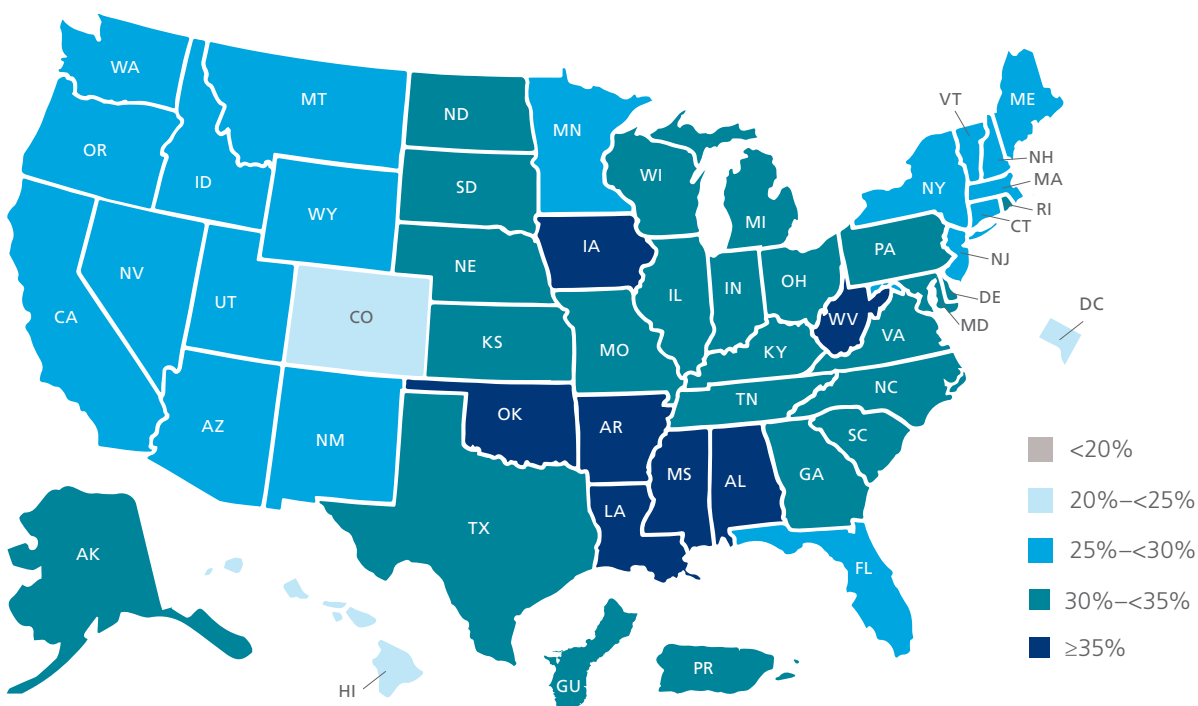 WA
MT
ND
MN
VT
ME
OR
ID
SD
WI
NH
MA
WY
NY
MI
RI
CT
IA
PA
NV
NE
NJ
UT
IL
IN
OH
DE
DC
CA
CO
WV
MD
KS
MO
KY
VA
NC
TN
AZ
NM
OK
AR
SC
<20%
MS
AL
GA
20%–<25%
LA
TX
AK
FL
25%–<30%
30%–<35%
≥35%
HI
GU
PR